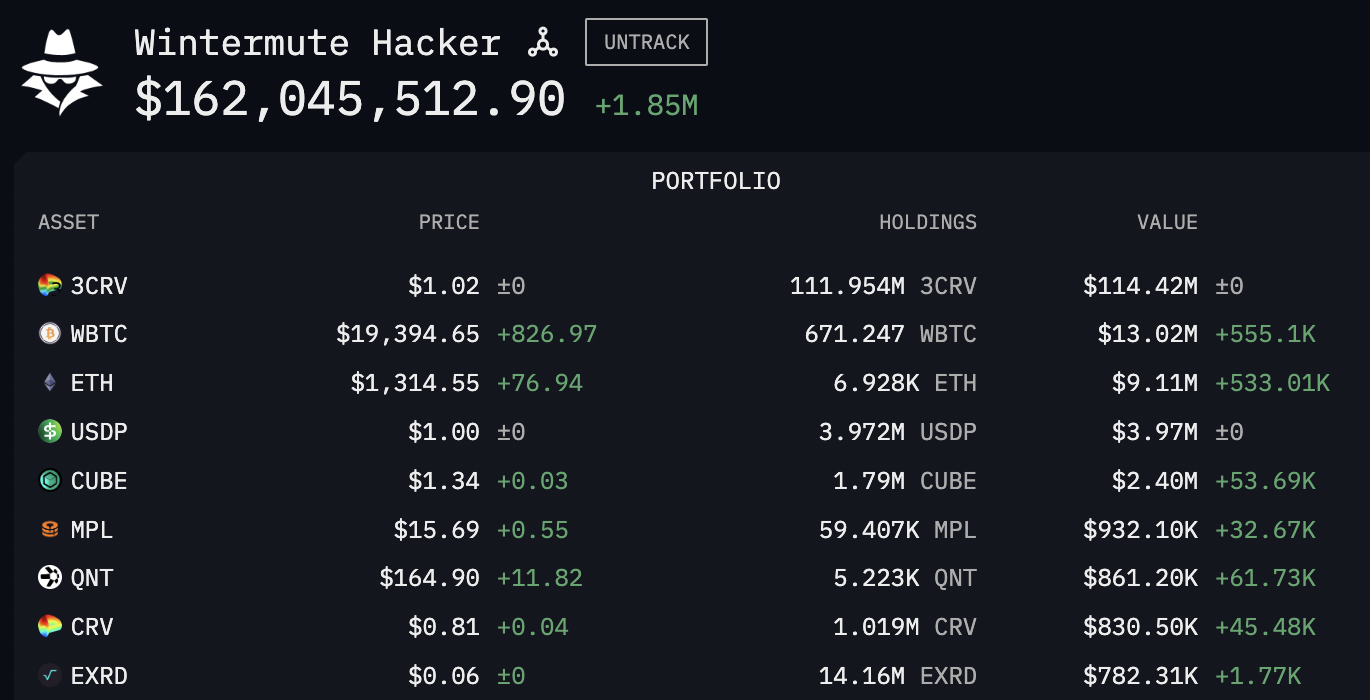 Wintermute Hacker UNTRACK
$162,045,512.90 +1.85M
PORTFOLIO
ASSET PRICE HOLDINGS VALUE
3CRV $1.02 ±0 111.954M 3CRV $114.42M ±0
WBTC $19,394.65 +826.97 671.247 WBTC $13.02M +555.1K
ETH $1,314.55 +76.94 6.928K ETH $9.11M +533.01K
USDP $1.00 ±0 3.972M USDP $3.97M ±0
CUBE $1.34 +0.03 1.79M CUBE $2.40M +53.69K
MPL $15.69 +0.55 59.407K MPL $932.10K +32.67K
QNT $164.90 +11.82 5.223K QNT $861.20K +61.73K
CRV $0.81 +0.04 1.019M CRV $830.50K +45.48K
EXRD $0.06 ±0 14.16M EXRD $782.31K +1.77K